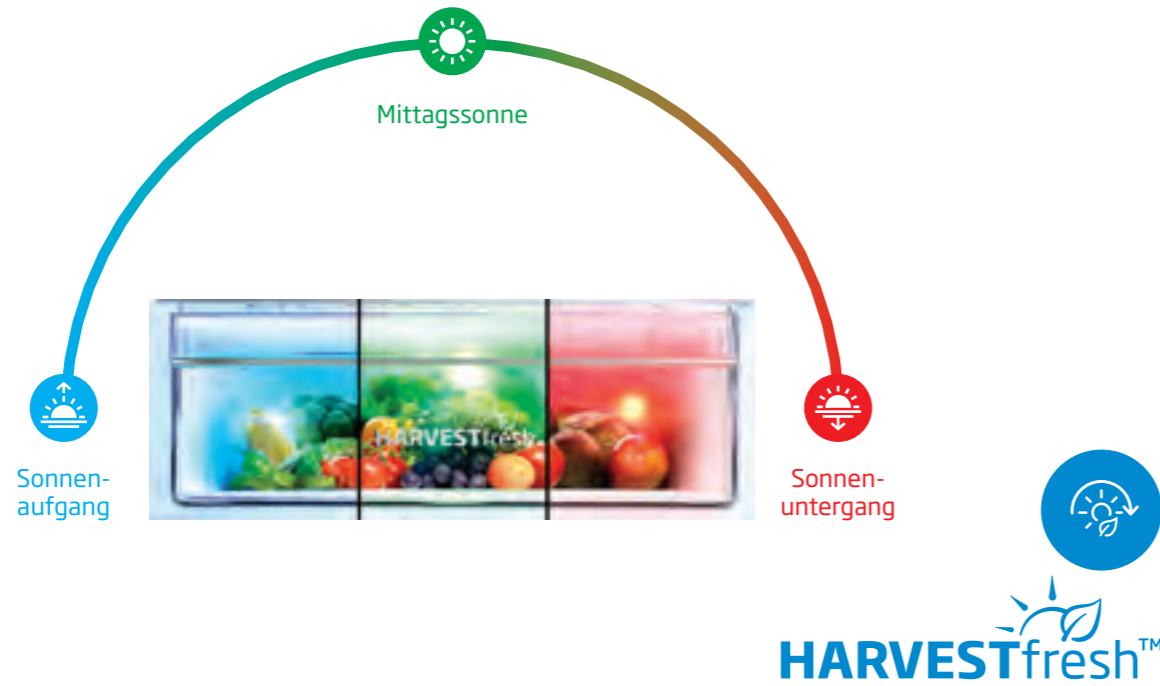 Mittagssonne
HARVESTfresh
Sonnen-
aufgang
Sonnen-
untergang
HARVESTfresh™